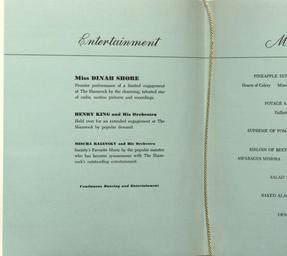 Entertainment
Miss DINAH SHORE
Premier performance of a limited engagement
at The Shamrock by the charming, talented star
of radio, motion pictures and recordings.
HENRY KING and His Orchestra
Held over for an extended engagement at The
Shamrock by popular demand
MISCHA RAGINSKY and His Orchestra
Society's Favorite Music by the popular maestro
who has become synonymous with The Sham-
rock's outstanding entertainment.
Continuous Dancing and Entertainment
M
PINEAPPLE
Hearts of Celery
POTAGE
SUPREME OF
SIRLOIN OF BEEF
ASPARAGUS MIMOSA
SALAD
BAKED ALAS